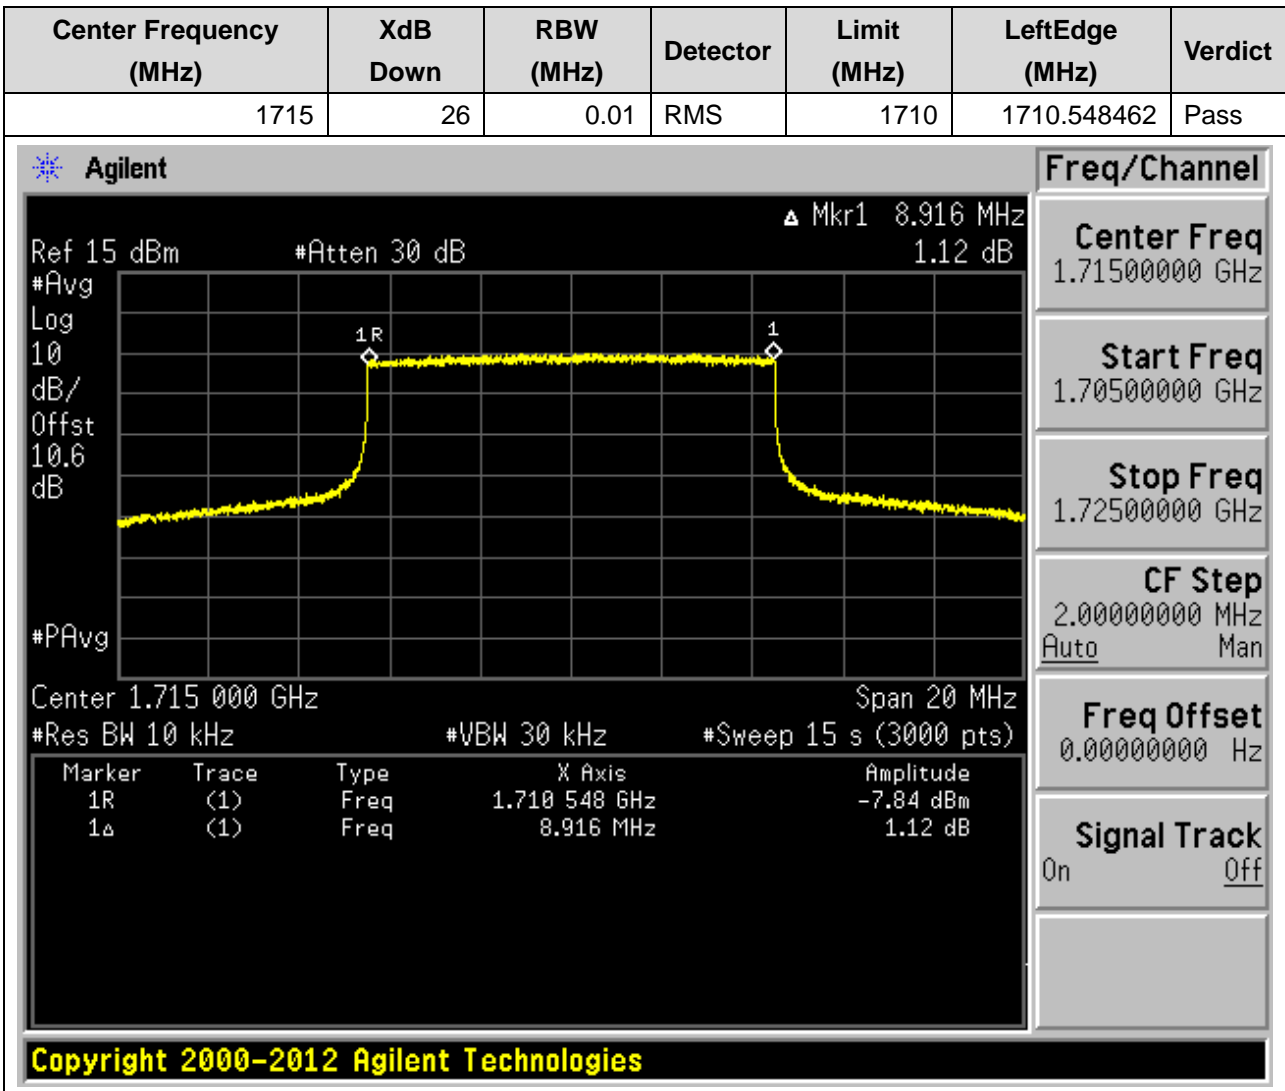 Center Frequency (MHz) XdB Down RBW (MHz) Detector Limit (MHz) LeftEdge (MHz) Verdict
1715 26 0.01 RMS 1710 1710.548462 Pass
Agilent
Freq/Channel
Δ Mkr1 8.916 MHz
Ref 15 dBm #Atten 30 dB 1.12 dB
#Avg
Log
10
dB/
Offst
10.6
dB
1R
1
#PAvg
Center 1.715 000 GHz Span 20 MHz
#Res BW 10 kHz #VBW 30 kHz #Sweep 15 s (3000 pts)
Marker Trace Type X Axis Amplitude
1R (1) Freq 1.710 548 GHz -7.84 dBm
1Δ (1) Freq 8.916 MHz 1.12 dB
Center Freq
1.71500000 GHz
Start Freq
1.70500000 GHz
Stop Freq
1.72500000 GHz
CF Step
2.00000000 MHz
Auto Man
Freq Offset
0.00000000 Hz
Signal Track
On Off
Copyright 2000-2012 Agilent Technologies